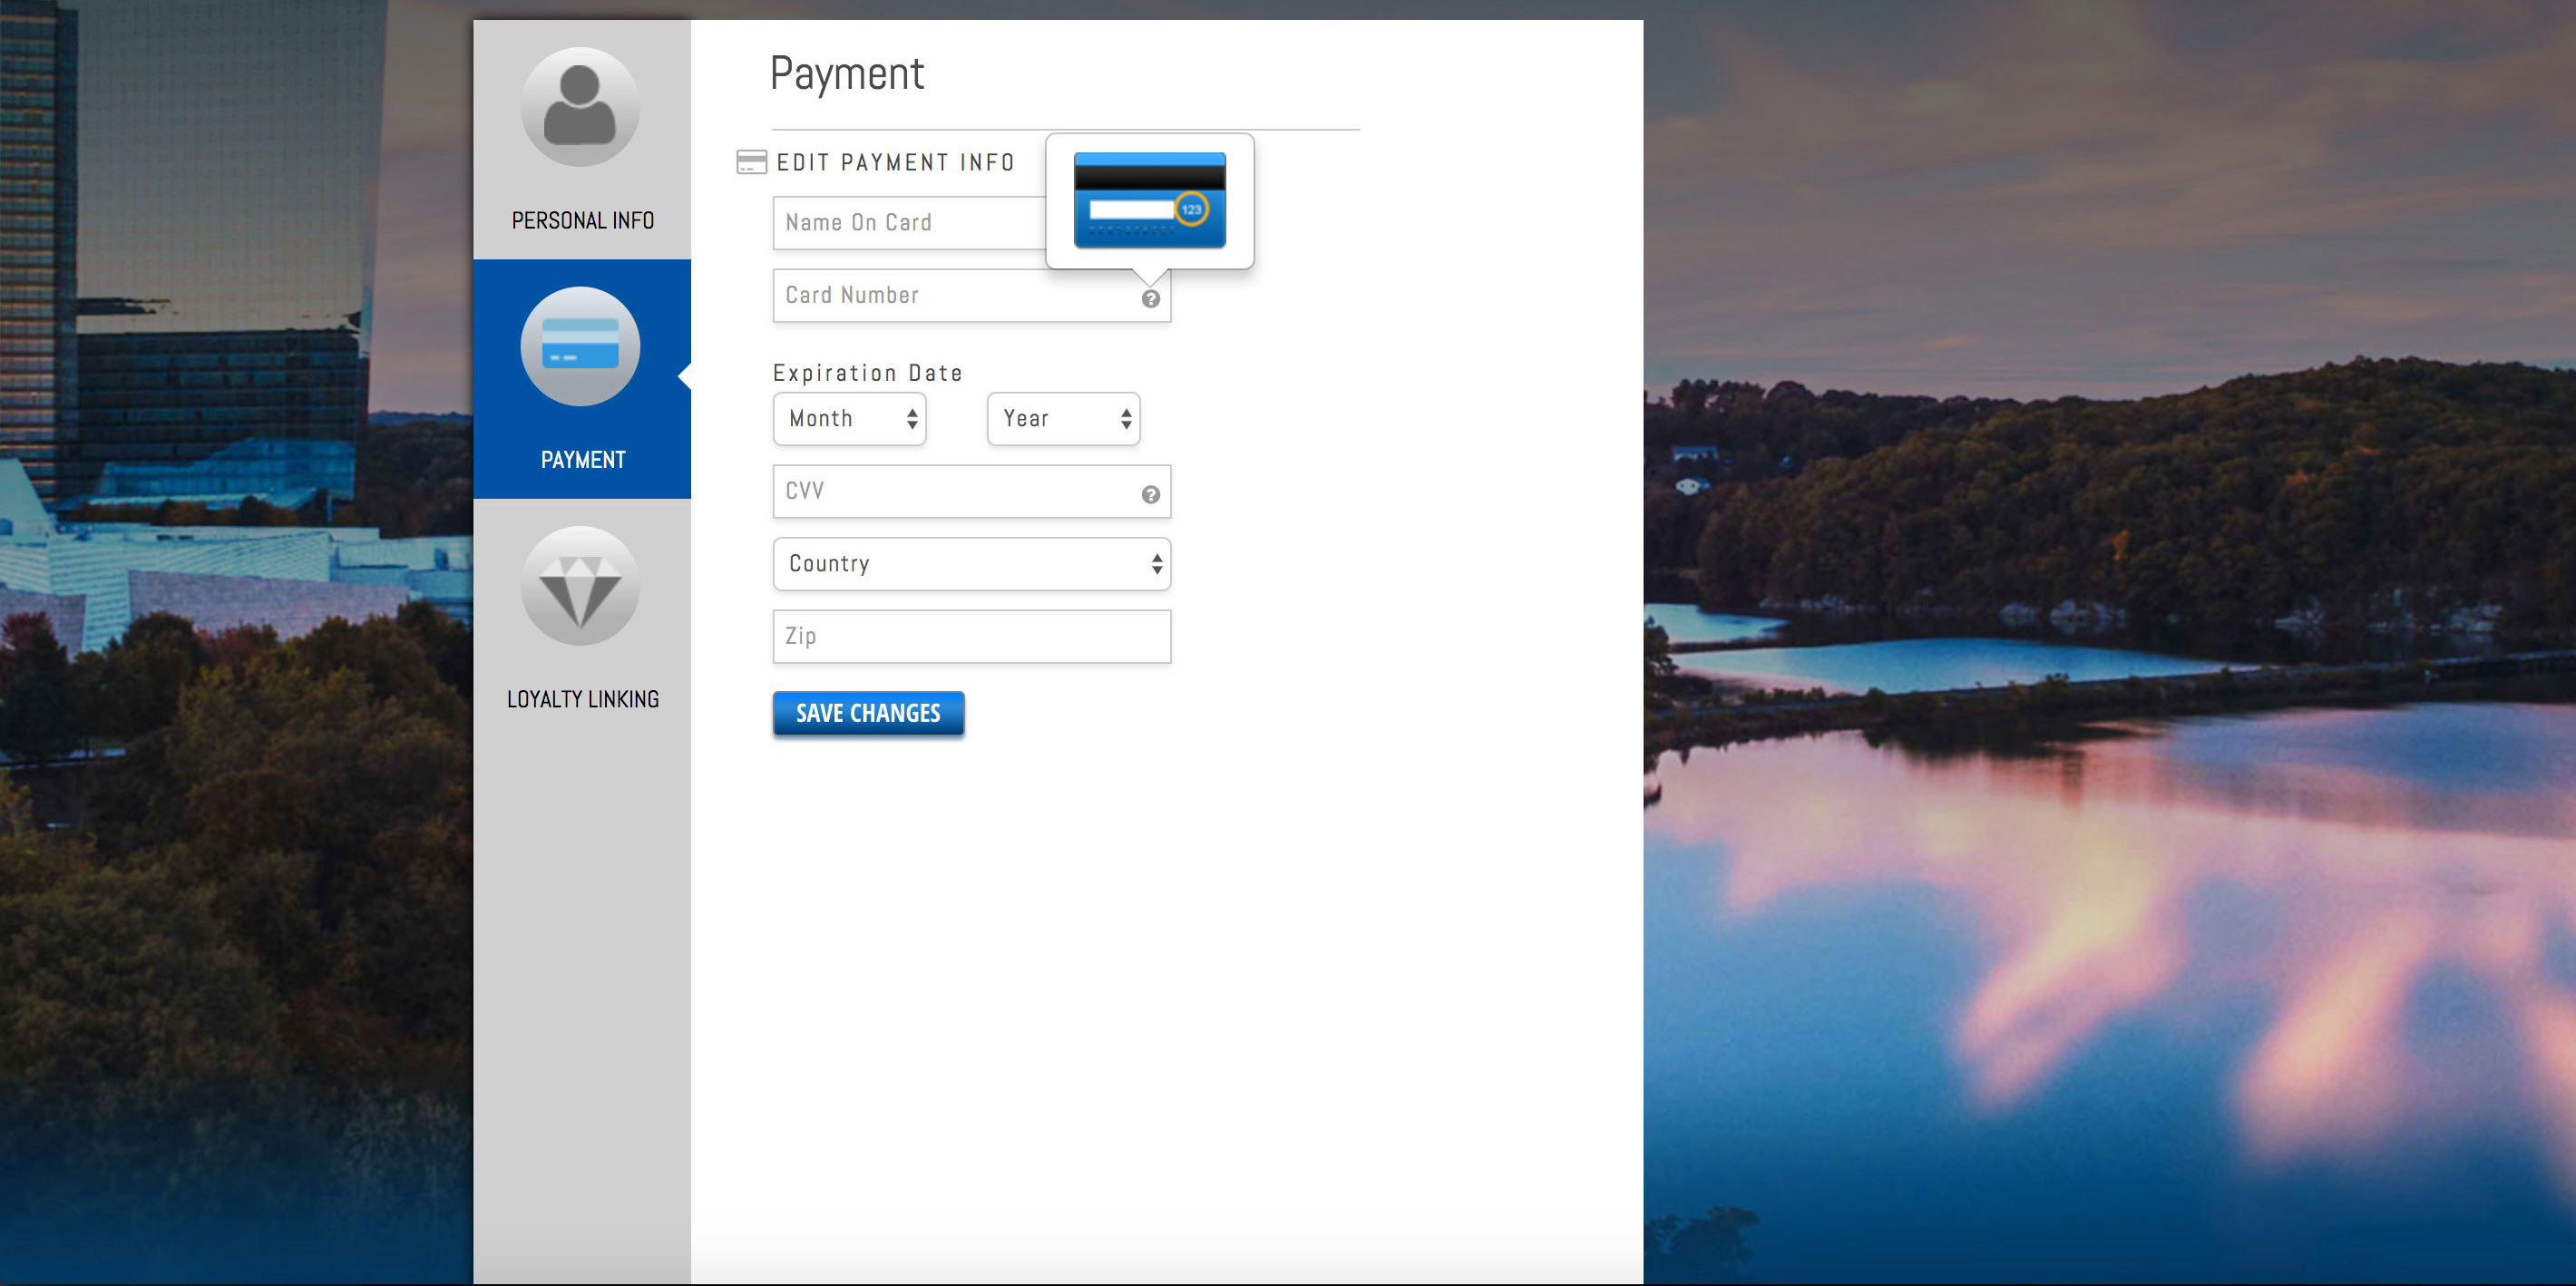 Payment
PERSONAL INFO
PAYMENT
LOYALTY LINKING
EDIT PAYMENT INFO
123
Name On Card
Card Number
?
Expiration Date
Month
Year
CVV
?
Country
Zip
SAVE CHANGES